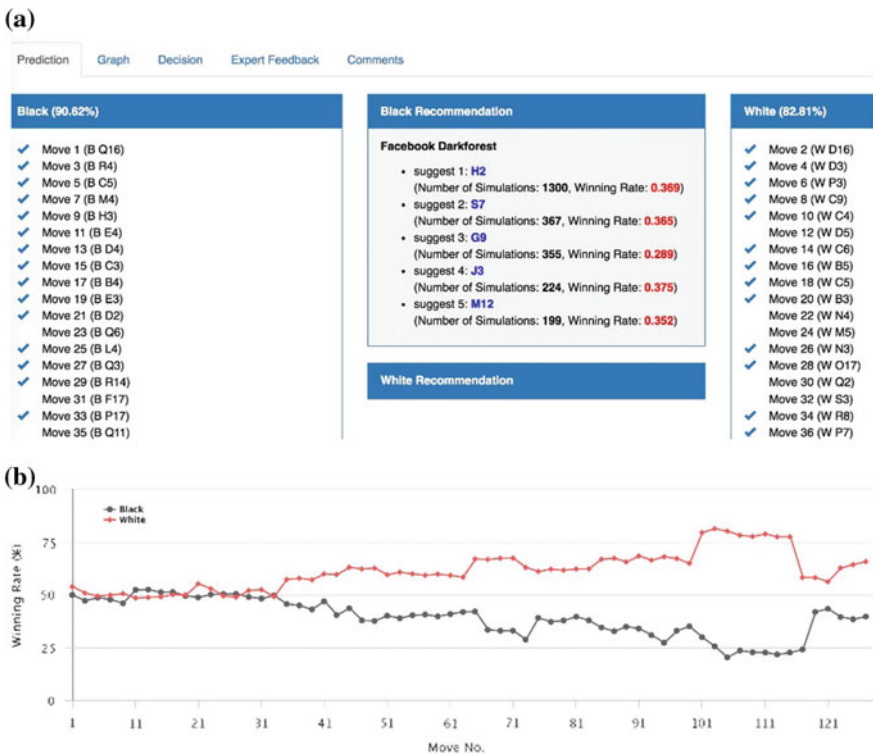 (a)
Prediction Graph Decision Expert Feedback Comments
Black (90.62%)
Move 1 (B Q16)
Move 3 (B R4)
Move 5 (B C5)
Move 7 (B M4)
Move 9 (B H3)
Move 11 (B E4)
Move 13 (B D4)
Move 15 (B C3)
Move 17 (B B4)
Move 19 (B E3)
Move 21 (B D2)
Move 23 (B Q6)
Move 25 (B L4)
Move 27 (B Q3)
Move 29 (B R14)
Move 31 (B F17)
Move 33 (B P17)
Move 35 (B Q11)
Black Recommendation
Facebook Darkforest
• suggest 1: H2
(Number of Simulations: 1300, Winning Rate: 0.369)
• suggest 2: S7
(Number of Simulations: 367, Winning Rate: 0.365)
• suggest 3: G9
(Number of Simulations: 355, Winning Rate: 0.289)
• suggest 4: J3
(Number of Simulations: 224, Winning Rate: 0.375)
• suggest 5: M12
(Number of Simulations: 199, Winning Rate: 0.352)
White Recommendation
White (82.81%)
Move 2 (W D16)
Move 4 (W D3)
Move 6 (W P3)
Move 8 (W C9)
Move 10 (W C4)
Move 12 (W D5)
Move 14 (W C6)
Move 16 (W B5)
Move 18 (W C5)
Move 20 (W B3)
Move 22 (W N4)
Move 24 (W M5)
Move 26 (W N3)
Move 28 (W O17)
Move 30 (W Q2)
Move 32 (W S3)
Move 34 (W R8)
Move 36 (W P7)
(b)
100
75
50
25
0
Winning Rate (%)
Black
White
1 11 21 31 41 51 61 71 81 91 101 111 121
Move No.